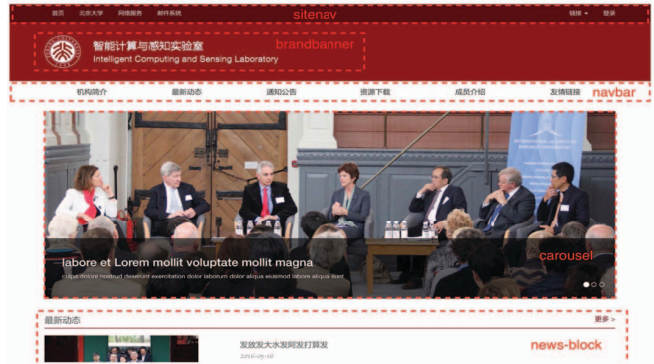 首页 北京大学 网络服务 邮件系统 sitenav 链接 登录
智能计算与感知实验室 brandbanner
Intelligent Computing and Sensing Laboratory
机构简介 最新动态 通知公告 资源下载 成员介绍 友情链接 navbar
carousel
labore et Lorem mollit voluptate mollit magna
culpa dolore nostrud deserunt exercitation dolor laborum dolor aliqua eiusmod labore aliqua sunt
最新动态 更多 >
发放发大水发阿发打算发 news-block
2016-05-16